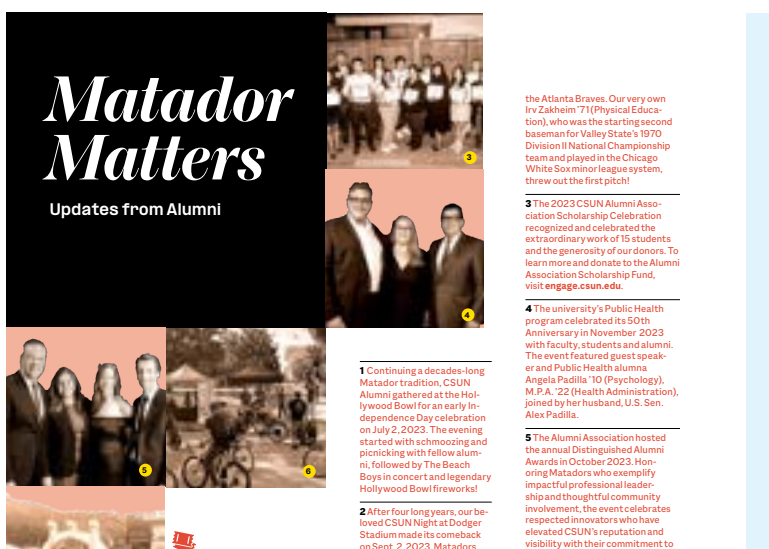 Matador
Matters
Updates from Alumni
3
4
5
6
1 Continuing a decades-long
Matador tradition, CSUN
Alumni gathered at the Hol-
lywood Bowl for an early In-
dependence Day celebration
on July 2, 2023. The evening
started with schmoozing and
picnicking with fellow alum-
ni, followed by The Beach
Boys in concert and legendary
Hollywood Bowl fireworks!
2 After four long years, our be-
loved CSUN Night at Dodger
Stadium made its comeback
on Sept. 2, 2023. Matadors
the Atlanta Braves. Our very own
Irv Zakheim ’71 (Physical Educa-
tion), who was the starting second
baseman for Valley State’s 1970
Division II National Championship
team and played in the Chicago
White Sox minor league system,
threw out the first pitch!
3 The 2023 CSUN Alumni Asso-
ciation Scholarship Celebration
recognized and celebrated the
extraordinary work of 15 students
and the generosity of our donors. To
learn more and donate to the Alumni
Association Scholarship Fund,
visit engage.csun.edu.
4 The university’s Public Health
program celebrated its 50th
Anniversary in November 2023
with faculty, students and alumni.
The event featured guest speak-
er and Public Health alumna
Angela Padilla ’10 (Psychology),
M.P.A. ’22 (Health Administration),
joined by her husband, U.S. Sen.
Alex Padilla.
5 The Alumni Association hosted
the annual Distinguished Alumni
Awards in October 2023. Hon-
oring Matadors who exemplify
impactful professional leader-
ship and thoughtful community
involvement, the event celebrates
respected innovators who have
elevated CSUN’s reputation and
visibility with their commitment to